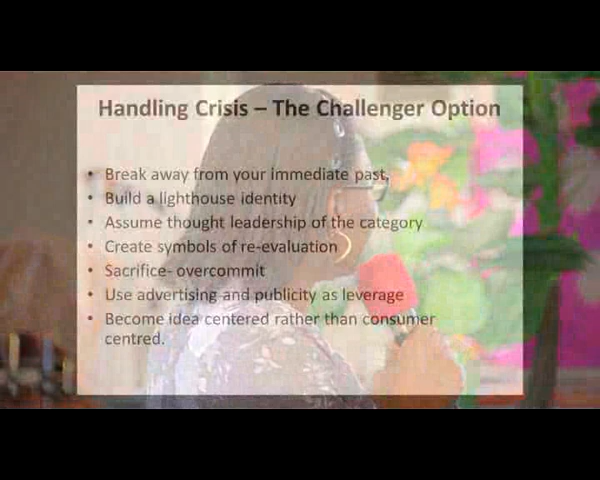 Handling Crisis – The Challenger Option
• Break away from your immediate past,
• Build a lighthouse identity
• Assume thought leadership of the category
• Create symbols of re-evaluation
• Sacrifice- overcommit
• Use advertising and publicity as leverage
• Become idea centered rather than consumer
centred.